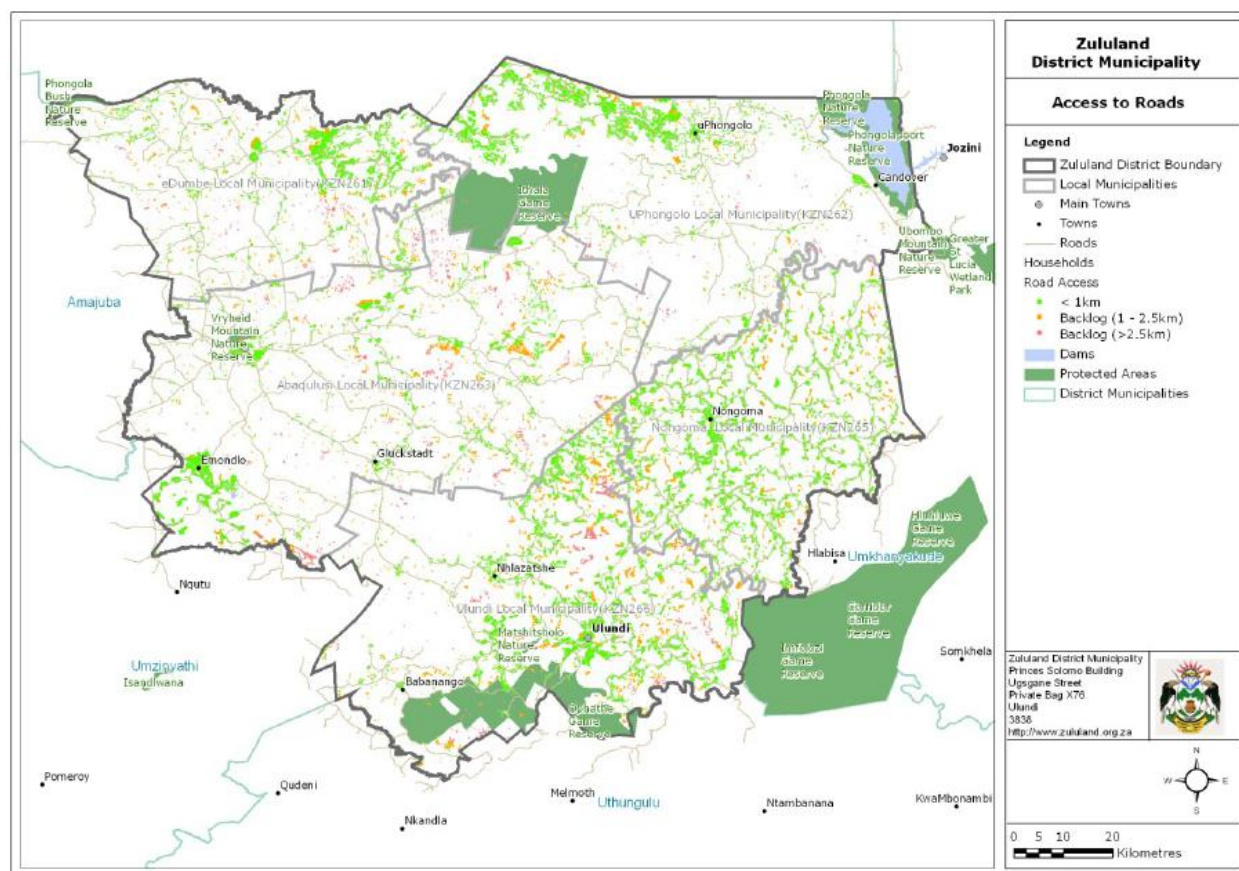 Zululand
District Municipality
Access to Roads
Legend
Zululand District Boundary
Local Municipalities
Main Towns
Towns
Roads
Households
Road Access
< 1km
Backlog (1 - 2.5km)
Backlog (>2.5km)
Dams
Protected Areas
District Municipalities
Phongola
Bush
Nature
Reserve
uPhongolo
Phongola
Nature
Reserve
Phongolapoort
Nature
Reserve
Jozini
Candover
eDumbe Local Municipality(KZN261)
Ithala
Game
Reserve
UPhongolo Local Municipality(KZN262)
Ubombo
Mountain
Nature
Reserve
Greater
St
Lucia
Wetland
Park
Amajuba
Vryheid
Mountain
Nature
Reserve
Abaqulusi Local Municipality(KZN263)
Nongoma
Nongoma Local Municipality(KZN265)
Emondlo
Gluckstadt
Hluhluwe
Game
Reserve
Hlabisa
Umkhanyakude
Nqutu
Nhlazatshe
Ulundi Local Municipality(KZN266)
Corridor
Game
Reserve
Matshitsholo
Nature
Reserve
Ulundi
Imfolozi
Game
Reserve
Somkhela
Umzinyathi
Isandlwana
Babanango
Ophathe
Game
Reserve
Pomeroy
Qudeni
Melmoth
Uthungulu
Nkandla
Ntambanana
KwaMbonambi
Zululand District Municipality
Princes Solomo Building
Ugsgane Street
Private Bag X76
Ulundi
3838
http://www.zululand.org.za
N
W
E
S
0 5 10 20
Kilometres